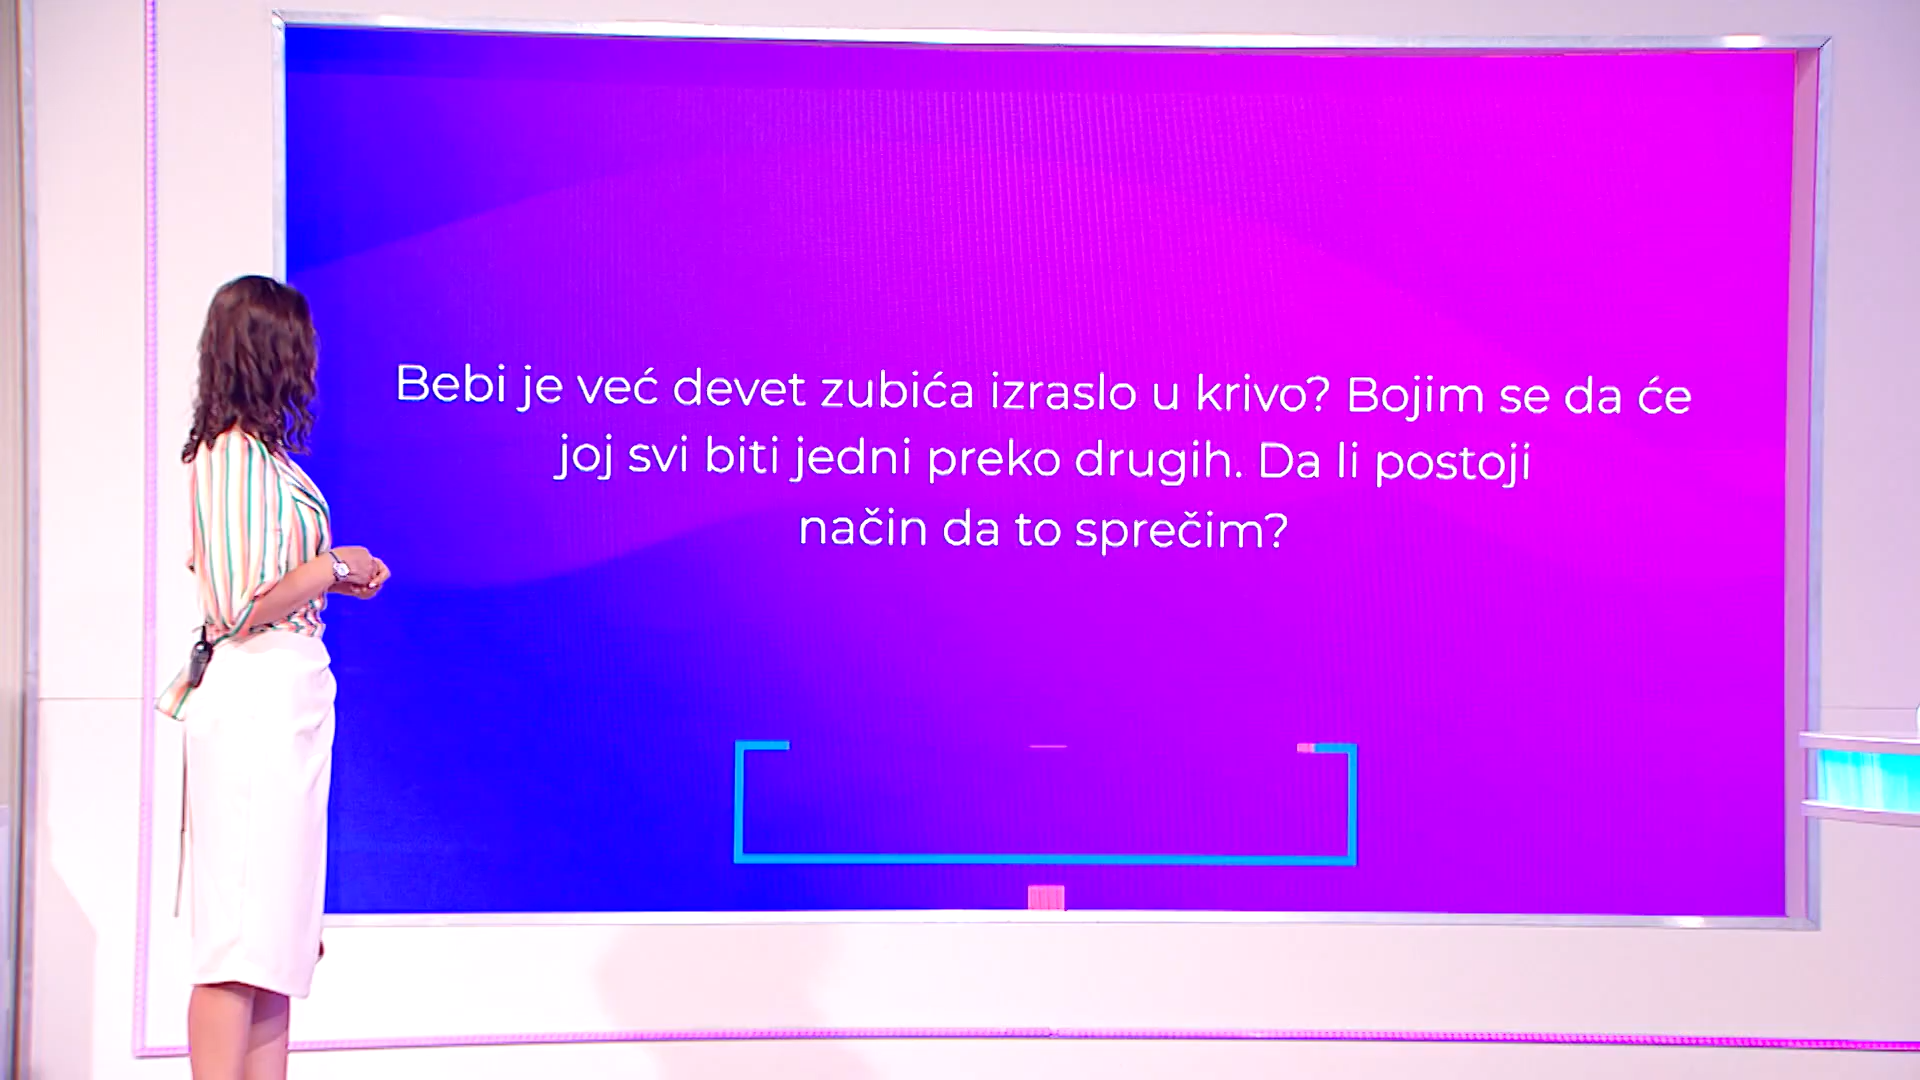 Bebi je već devet zubića izraslo u krivo? Bojim se da će
joj svi biti jedni preko drugih. Da li postoji
način da to sprečim?